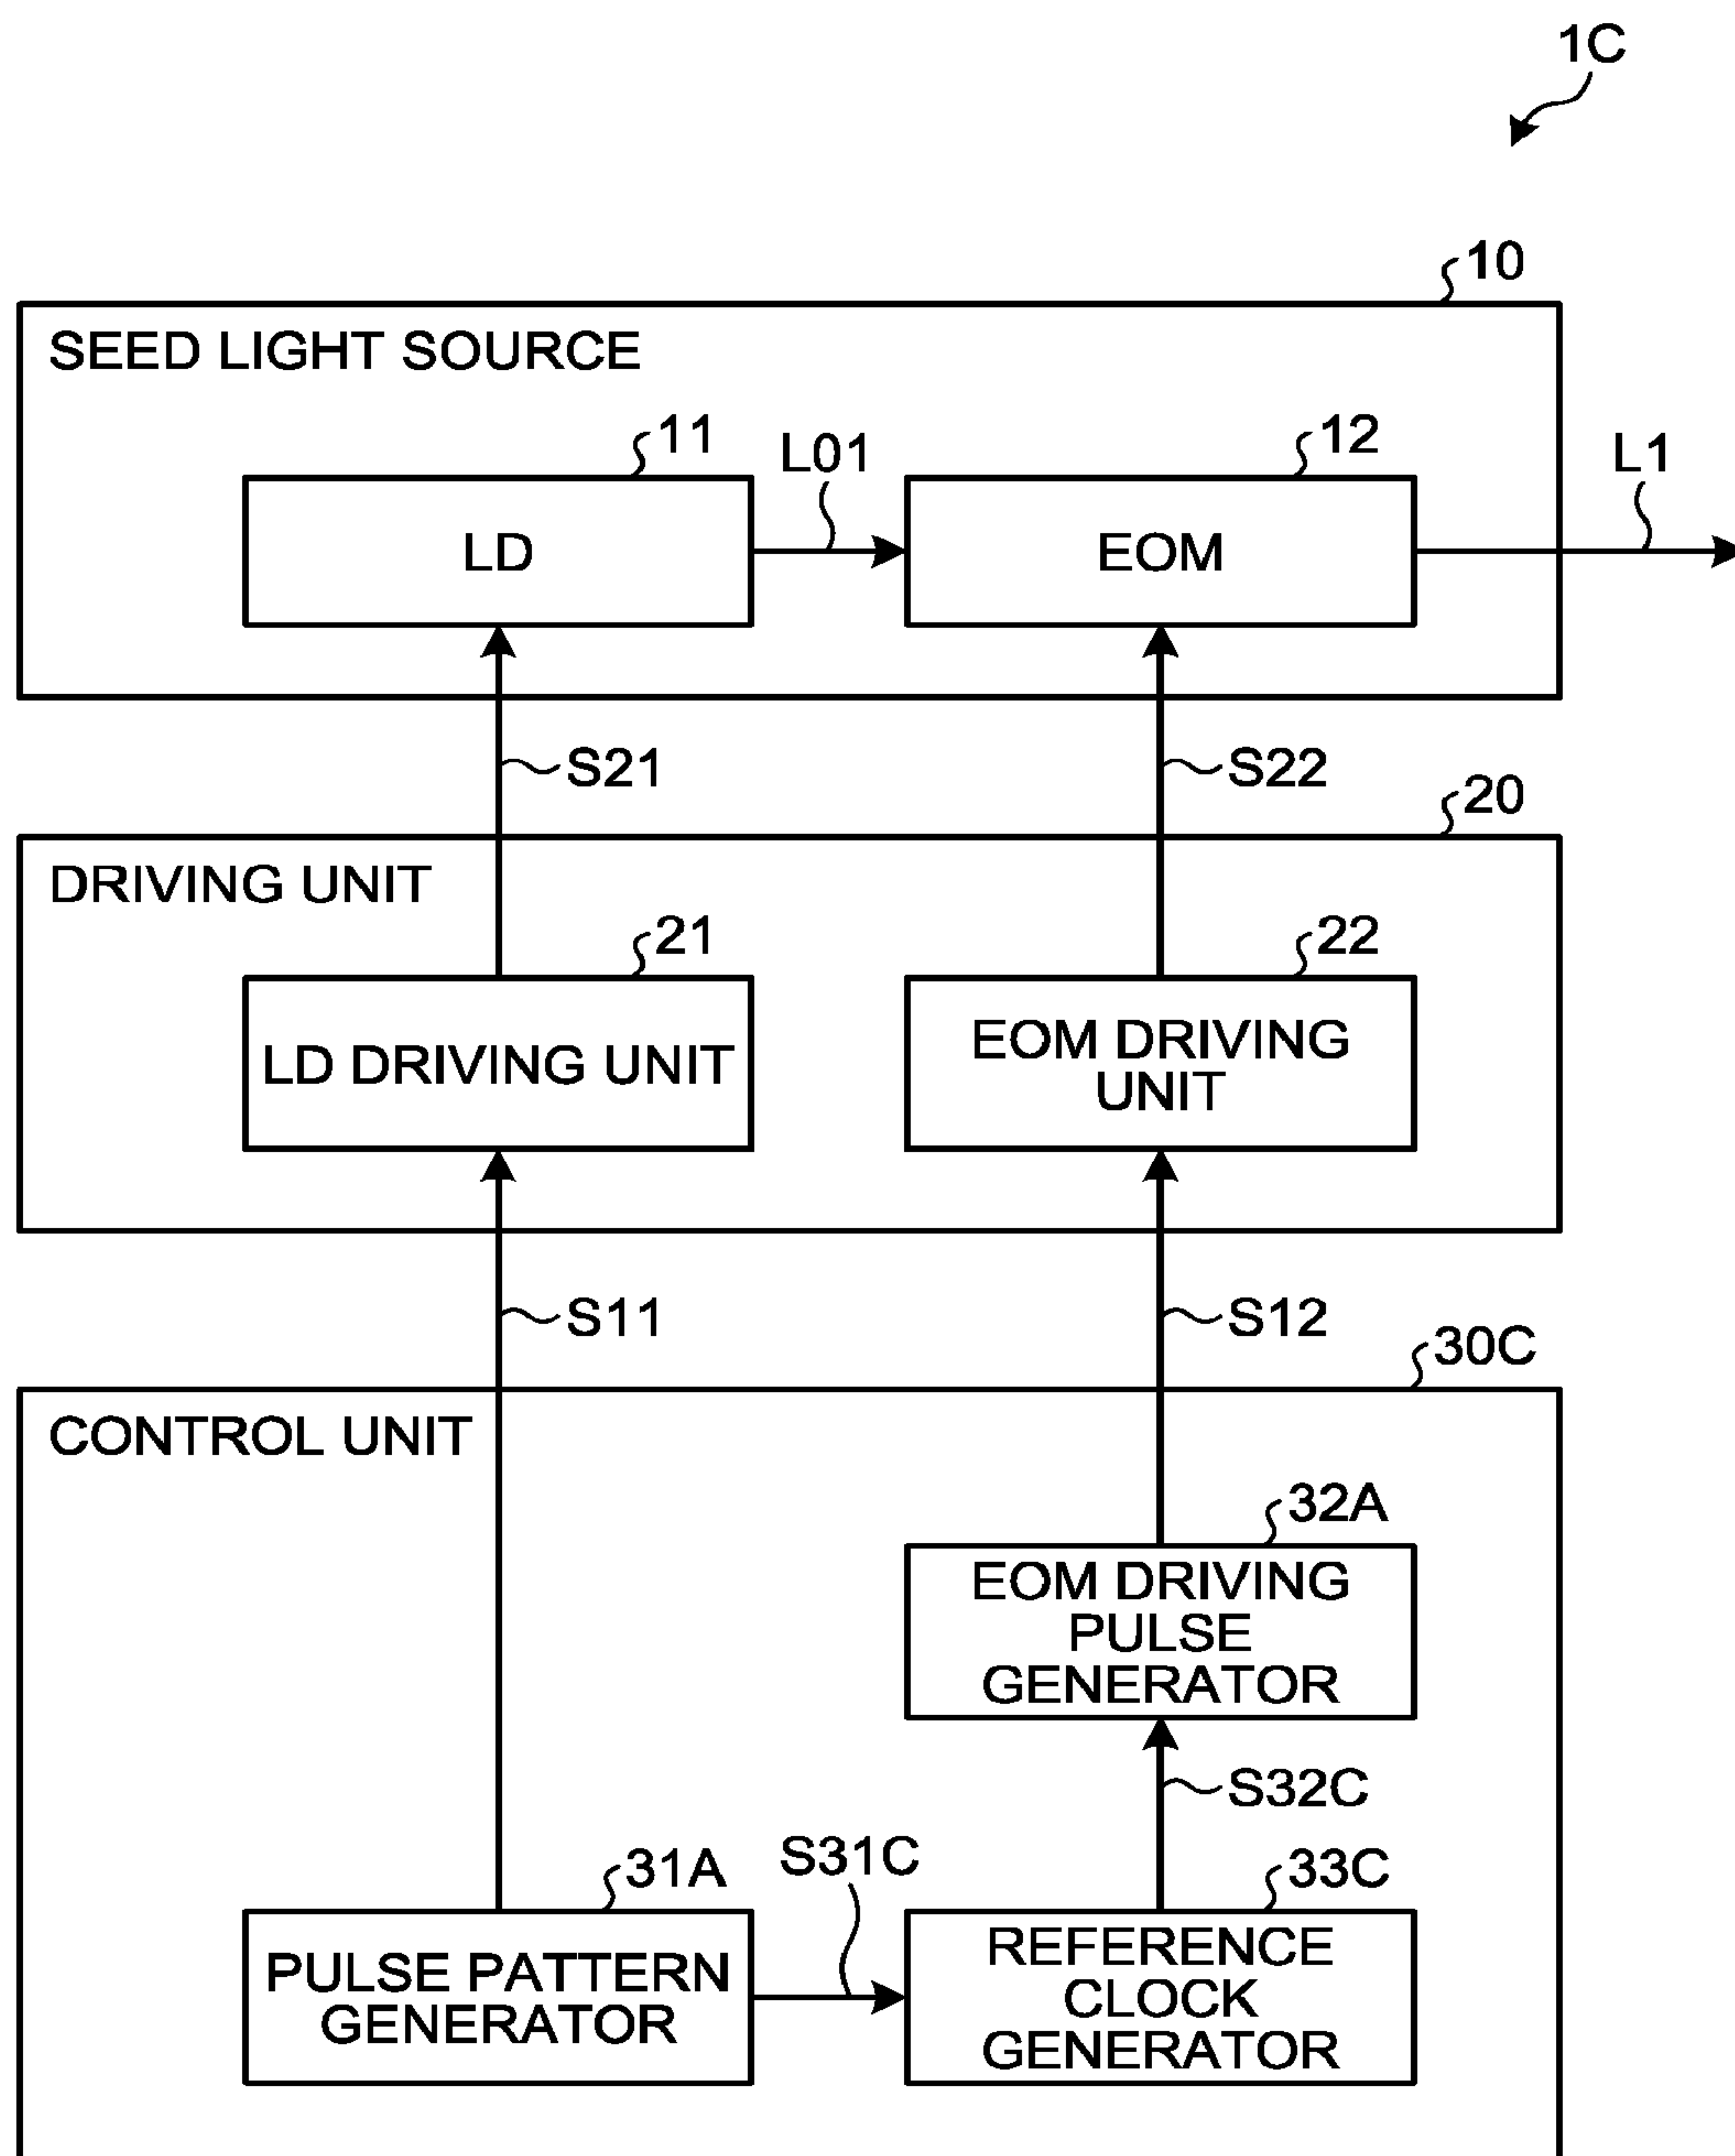 1C
10
SEED LIGHT SOURCE
11
L01
12
L1
LD
EOM
S21
S22
20
DRIVING UNIT
21
22
LD DRIVING UNIT
EOM DRIVING
UNIT
S11
S12
30C
CONTROL UNIT
32A
EOM DRIVING
PULSE
GENERATOR
S32C
31A
S31C
33C
PULSE PATTERN
GENERATOR
REFERENCE
CLOCK
GENERATOR